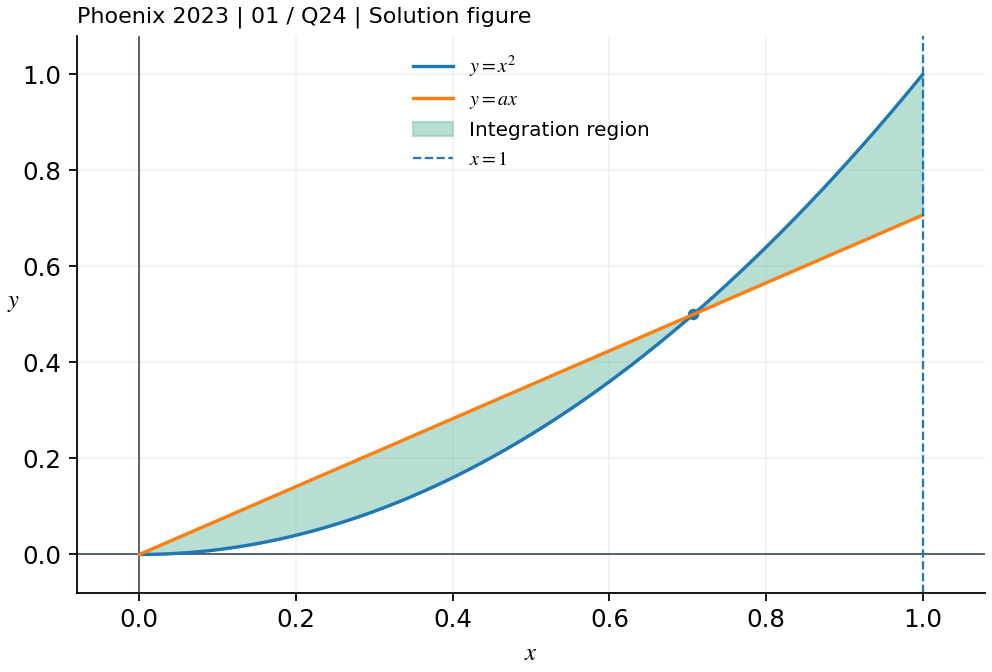 Phoenix 2023 | 01 / Q24 | Solution figure
y = x²
y = ax
Integration region
x = 1
1.0
0.8
0.6
0.4
0.2
0.0
y
0.0 0.2 0.4 0.6 0.8 1.0
x